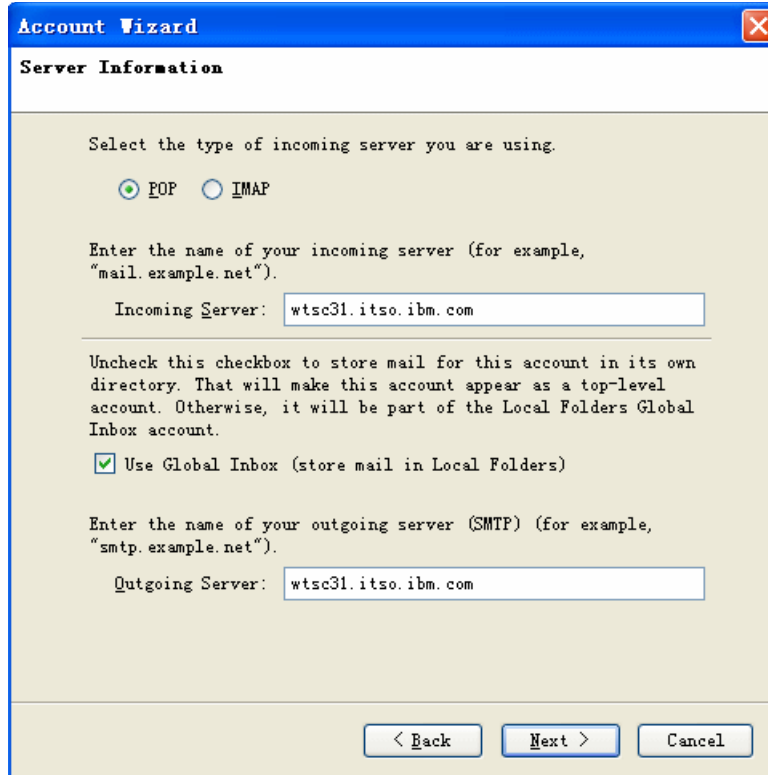 Account Wizard
Server Information
Select the type of incoming server you are using.
POP IMAP
Enter the name of your incoming server (for example,
"mail.example.net").
Incoming Server: wtsc31.itso.ibm.com
Uncheck this checkbox to store mail for this account in its own
directory. That will make this account appear as a top-level
account. Otherwise, it will be part of the Local Folders Global
Inbox account.
Use Global Inbox (store mail in Local Folders)
Enter the name of your outgoing server (SMTP) (for example,
"smtp.example.net").
Outgoing Server: wtsc31.itso.ibm.com
< Back Next > Cancel